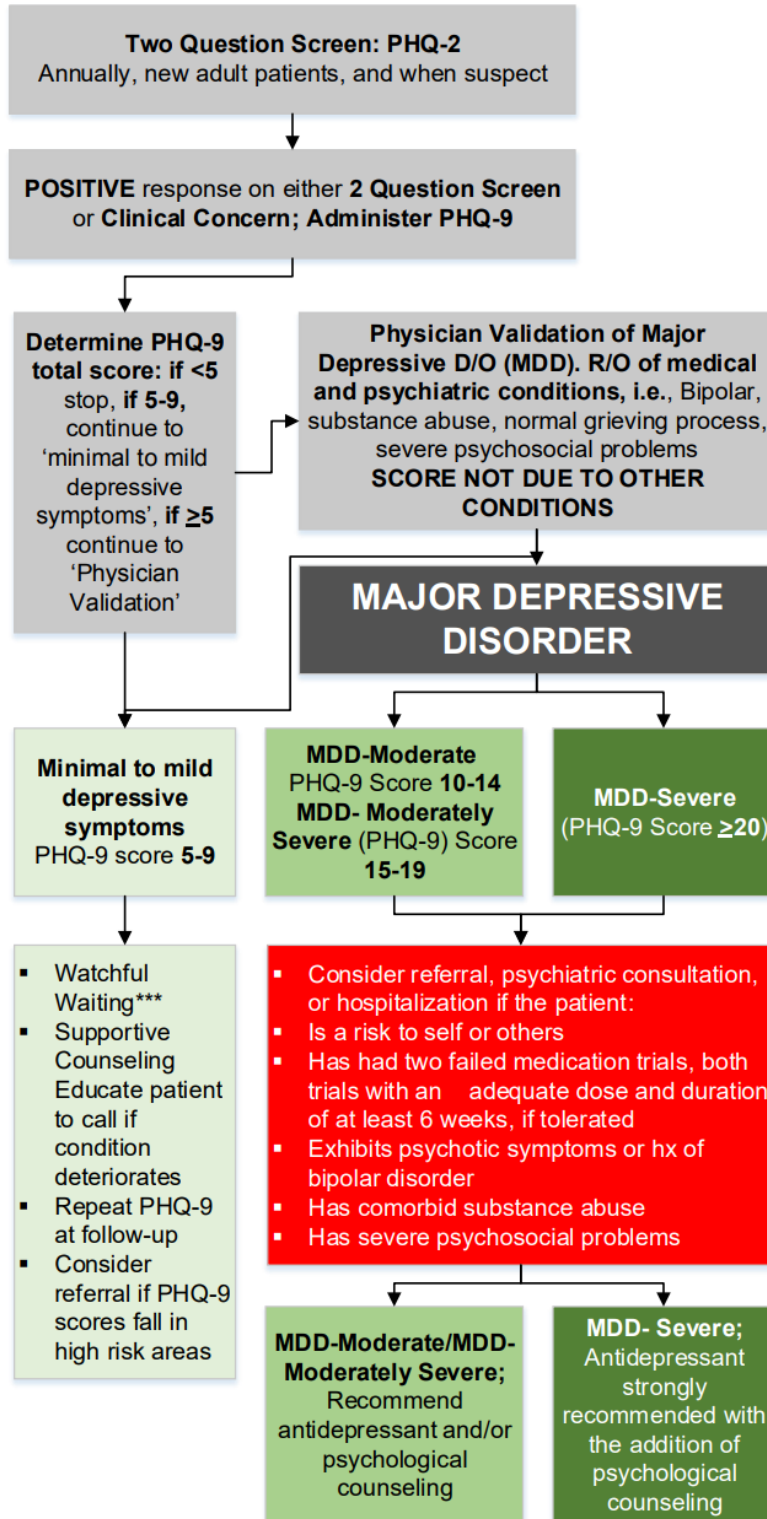 Two Question Screen: PHQ-2
Annually, new adult patients, and when suspect
POSITIVE response on either 2 Question Screen
or Clinical Concern; Administer PHQ-9
Determine PHQ-9
total score: if <5
stop, if 5-9,
continue to
‘minimal to mild
depressive
symptoms’, if ≥5
continue to
‘Physician
Validation’
Physician Validation of Major
Depressive D/O (MDD). R/O of medical
and psychiatric conditions, i.e., Bipolar,
substance abuse, normal grieving process,
severe psychosocial problems
SCORE NOT DUE TO OTHER
CONDITIONS
MAJOR DEPRESSIVE
DISORDER
Minimal to mild
depressive
symptoms
PHQ-9 score 5-9
MDD-Moderate
PHQ-9 Score 10-14
MDD- Moderately
Severe (PHQ-9) Score
15-19
MDD-Severe
(PHQ-9 Score ≥20)
▪ Watchful
Waiting***
▪ Supportive
Counseling
Educate patient
to call if
condition
deteriorates
▪ Repeat PHQ-9
at follow-up
▪ Consider
referral if PHQ-9
scores fall in
high risk areas
▪ Consider referral, psychiatric consultation,
or hospitalization if the patient:
▪ Is a risk to self or others
▪ Has had two failed medication trials, both
trials with an adequate dose and duration
of at least 6 weeks, if tolerated
▪ Exhibits psychotic symptoms or hx of
bipolar disorder
▪ Has comorbid substance abuse
▪ Has severe psychosocial problems
MDD-Moderate/MDD-
Moderately Severe;
Recommend
antidepressant and/or
psychological
counseling
MDD- Severe;
Antidepressant
strongly
recommended with
the addition of
psychological
counseling